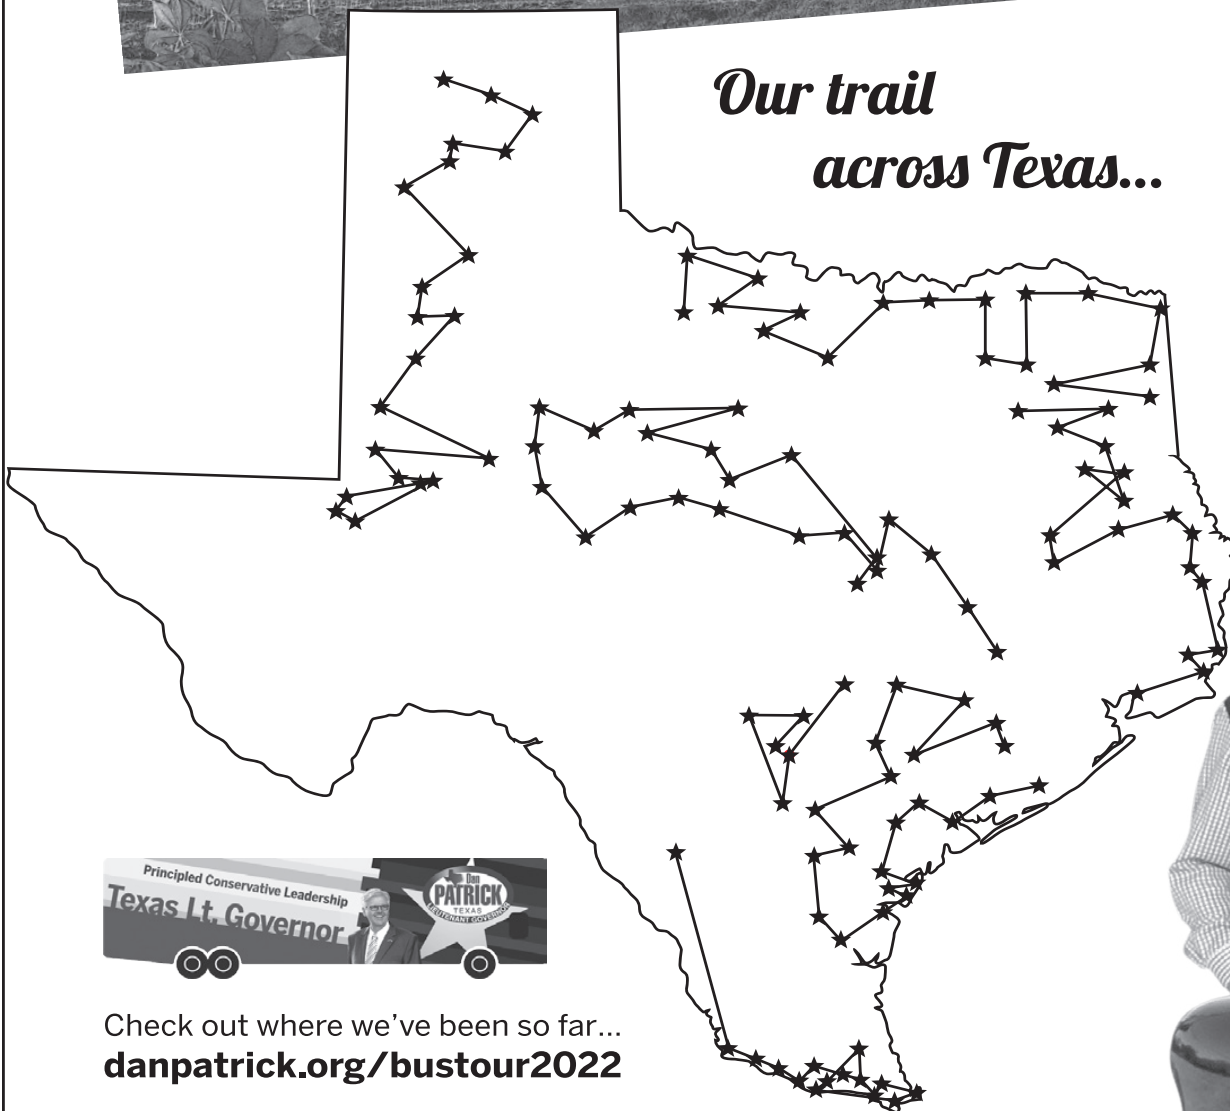 Our trail
across Texas...
Principled Conservative Leadership
Texas Lt. Governor
Dan
PATRICK
TEXAS
LIEUTENANT GOVERNOR
Check out where we've been so far...
danpatrick.org/bustour2022